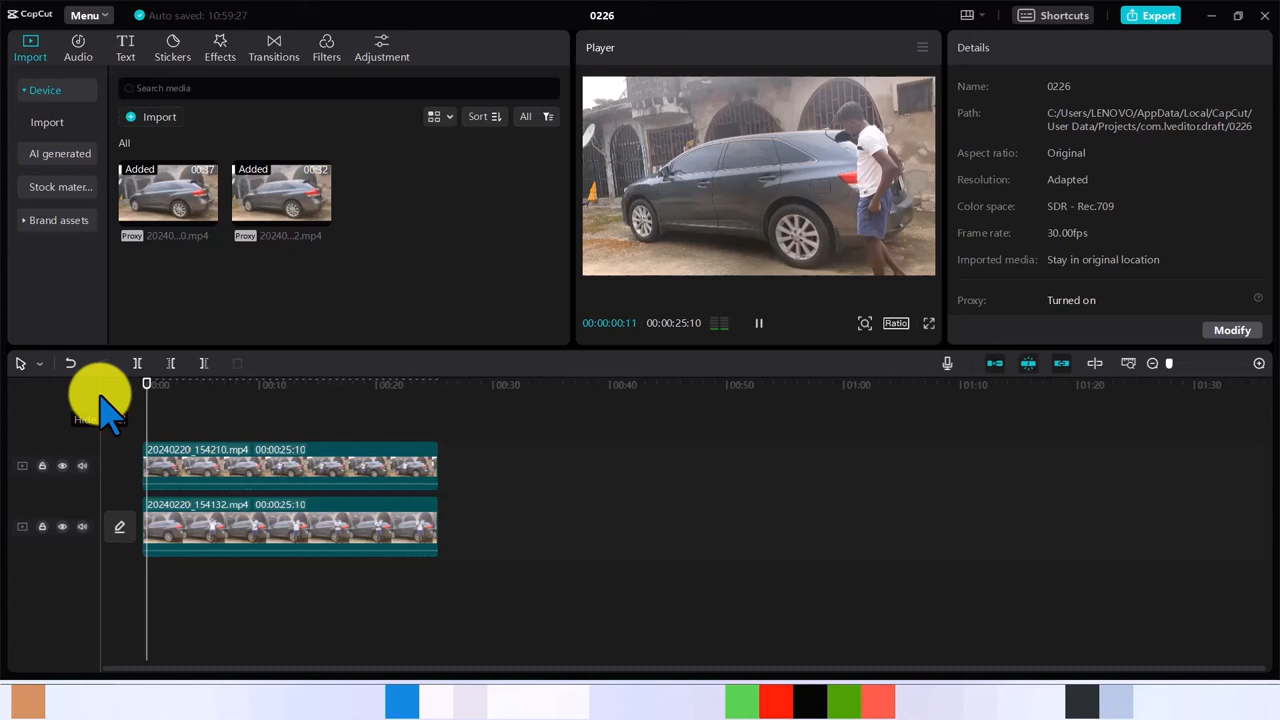 CapCut
Menu
Auto saved: 10:59:27
0226
Shortcuts
Export
Import
Audio
Text
Stickers
Effects
Transitions
Filters
Adjustment
Player
Details
Device
Import
AI generated
Stock mater...
Brand assets
Search media
Import
Sort
All
All
Added
00:37
Proxy 20240...0.mp4
Added
00:32
Proxy 20240...2.mp4
00:00:00:11
00:00:25:10
Ratio
Name: 0226
Path: C:/Users/LENOVO/AppData/Local/CapCut/
User Data/Projects/com.lveditor.draft/0226
Aspect ratio: Original
Resolution: Adapted
Color space: SDR - Rec.709
Frame rate: 30.00fps
Imported media: Stay in original location
Proxy: Turned on
Modify
00:10
00:20
00:30
00:40
00:50
01:00
01:10
01:20
01:30
20240220_154210.mp4 00:00:25:10
20240220_154132.mp4 00:00:25:10